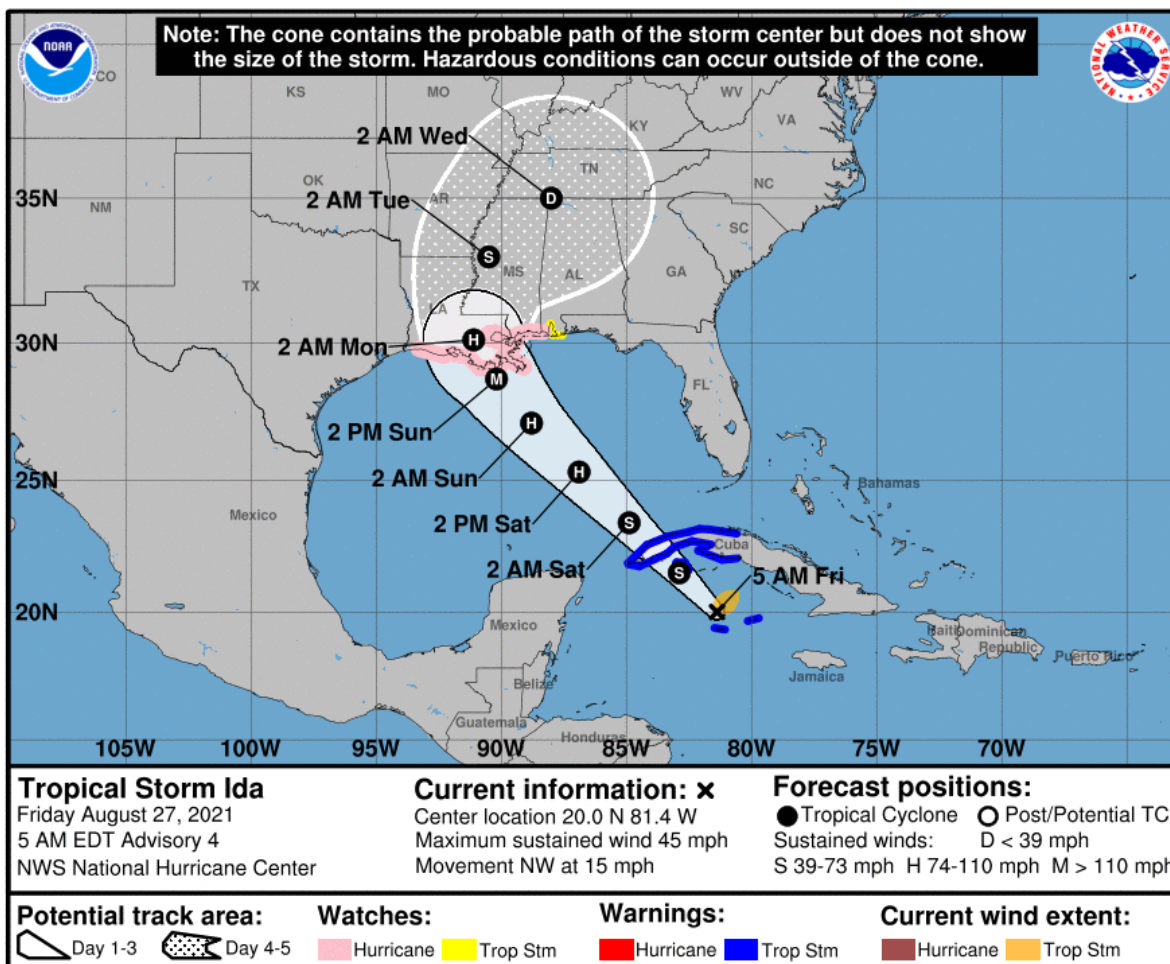 Note: The cone contains the probable path of the storm center but does not show
the size of the storm. Hazardous conditions can occur outside of the cone.
NOAA
NATIONAL WEATHER SERVICE
CO
KS
MO
WV
DE
KY
VA
2 AM Wed
TN
OK
AR
NC
35N
NM
2 AM Tue
SC
MS
AL
GA
TX
LA
30N
2 AM Mon
FL
2 PM Sun
2 AM Sun
25N
Bahamas
Mexico
2 PM Sat
Cuba
2 AM Sat
5 AM Fri
20N
Mexico
Haiti
Dominican
Republic
Puerto Rico
Jamaica
Belize
Guatemala
Honduras
D
S
H
M
H
H
S
S
105W 100W 95W 90W 85W 80W 75W 70W
Tropical Storm Ida
Friday August 27, 2021
5 AM EDT Advisory 4
NWS National Hurricane Center
Current information: x
Center location 20.0 N 81.4 W
Maximum sustained wind 45 mph
Movement NW at 15 mph
Forecast positions:
Tropical Cyclone Post/Potential TC
Sustained winds: D < 39 mph
S 39-73 mph H 74-110 mph M > 110 mph
Potential track area:
Day 1-3 Day 4-5
Watches:
Hurricane Trop Stm
Warnings:
Hurricane Trop Stm
Current wind extent:
Hurricane Trop Stm